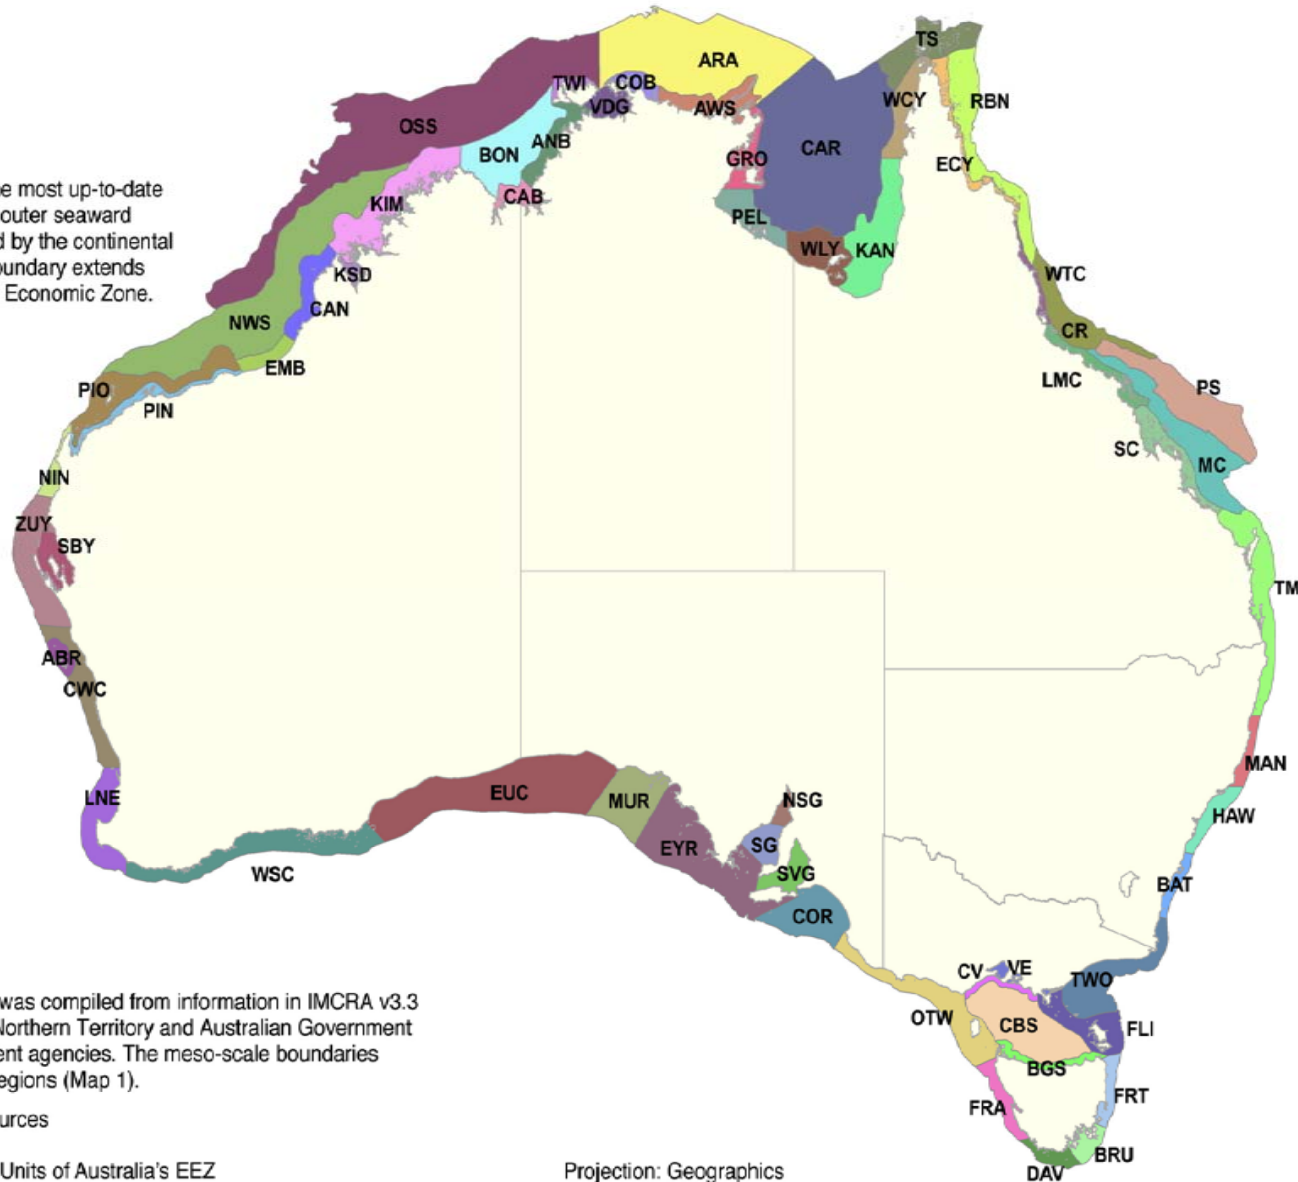 TS
ARA
TWI
COB
VDG
AWS
WCY
RBN
OSS
ANB
BON
CAR
GRO
ECY
CAB
KIM
PEL
WLY
KAN
KSD
CAN
WTC
NWS
CR
EMB
LMC
PS
PIO
PIN
SC
MC
NIN
ZUY
SBY
TM
ABR
CWC
MAN
LNE
EUC
MUR
NSG
HAW
SG
EYR
SVG
WSC
BAT
COR
CV
VE
TWO
OTW
CBS
FLI
BGS
FRT
FRA
BRU
DAV
ne most up-to-date
outer seaward
d by the continental
oundary extends
Economic Zone.
was compiled from information in IMCRA v3.3
Northern Territory and Australian Government
ent agencies. The meso-scale boundaries
egions (Map 1).
urces
Units of Australia's EEZ
Projection: Geographics